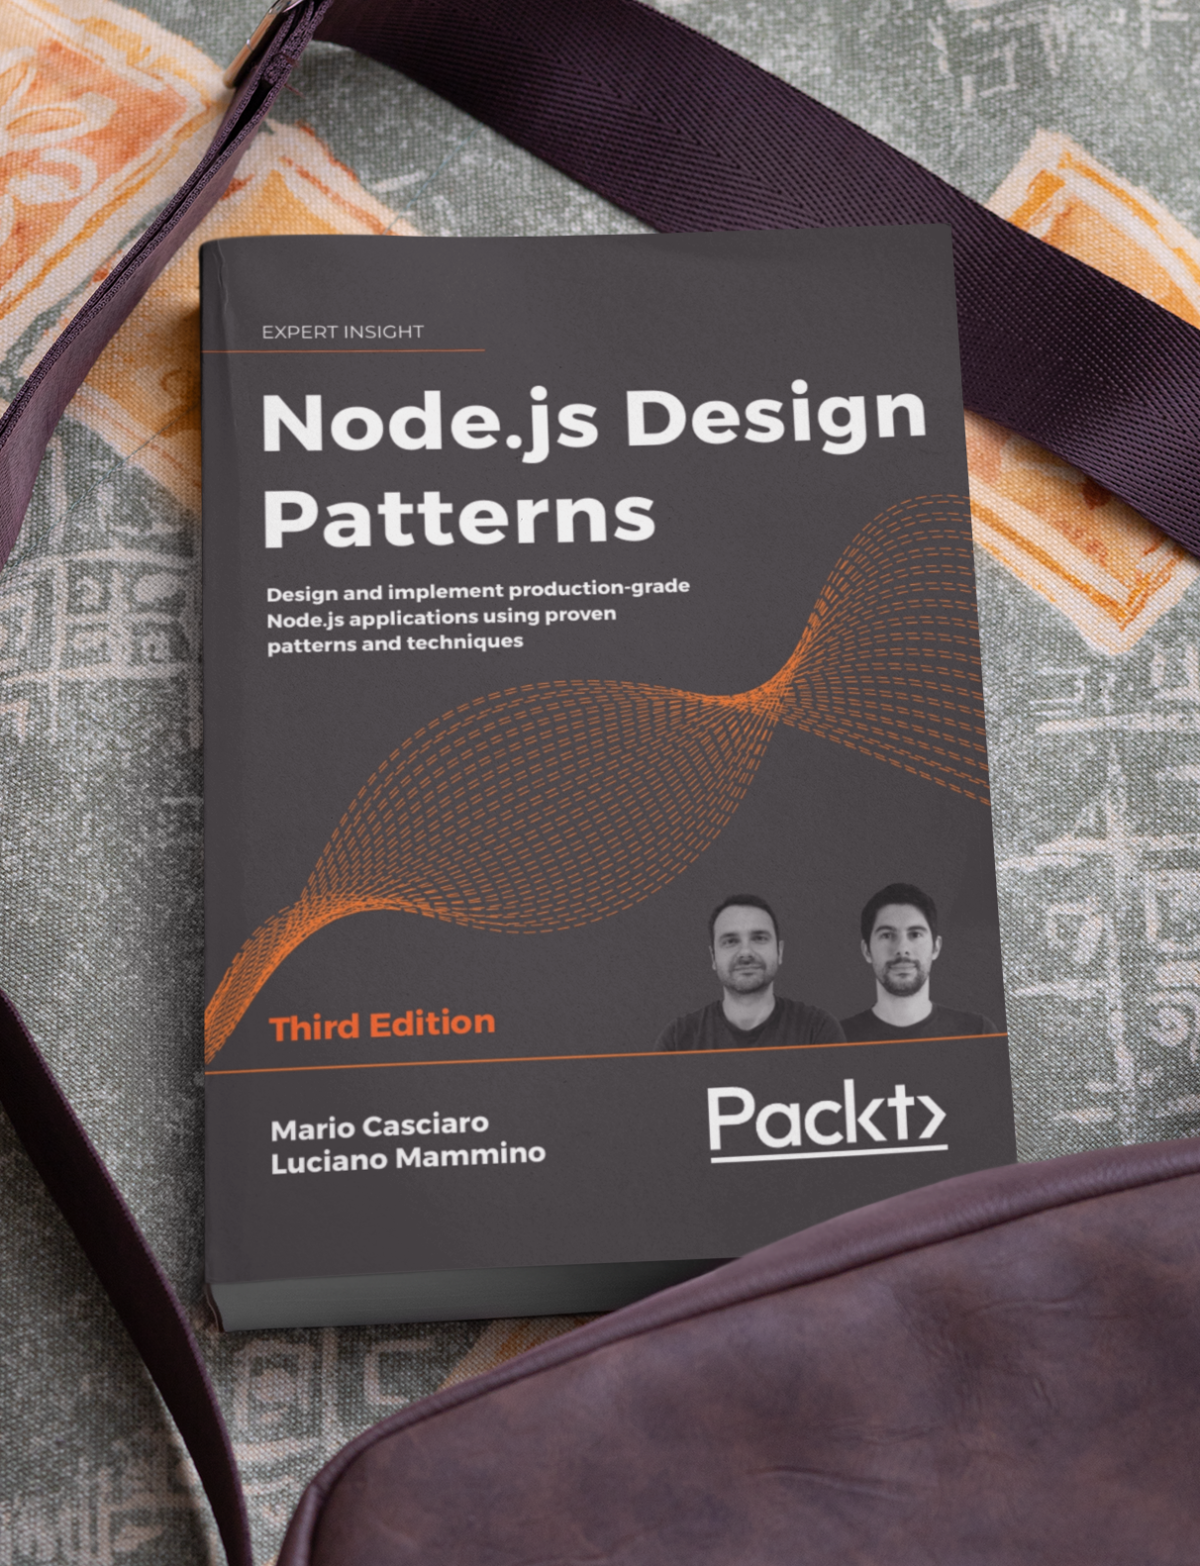 EXPERT INSIGHT
Node.js Design
Patterns
Design and implement production-grade
Node.js applications using proven
patterns and techniques
Third Edition
Mario Casciaro
Luciano Mammino
Packt>